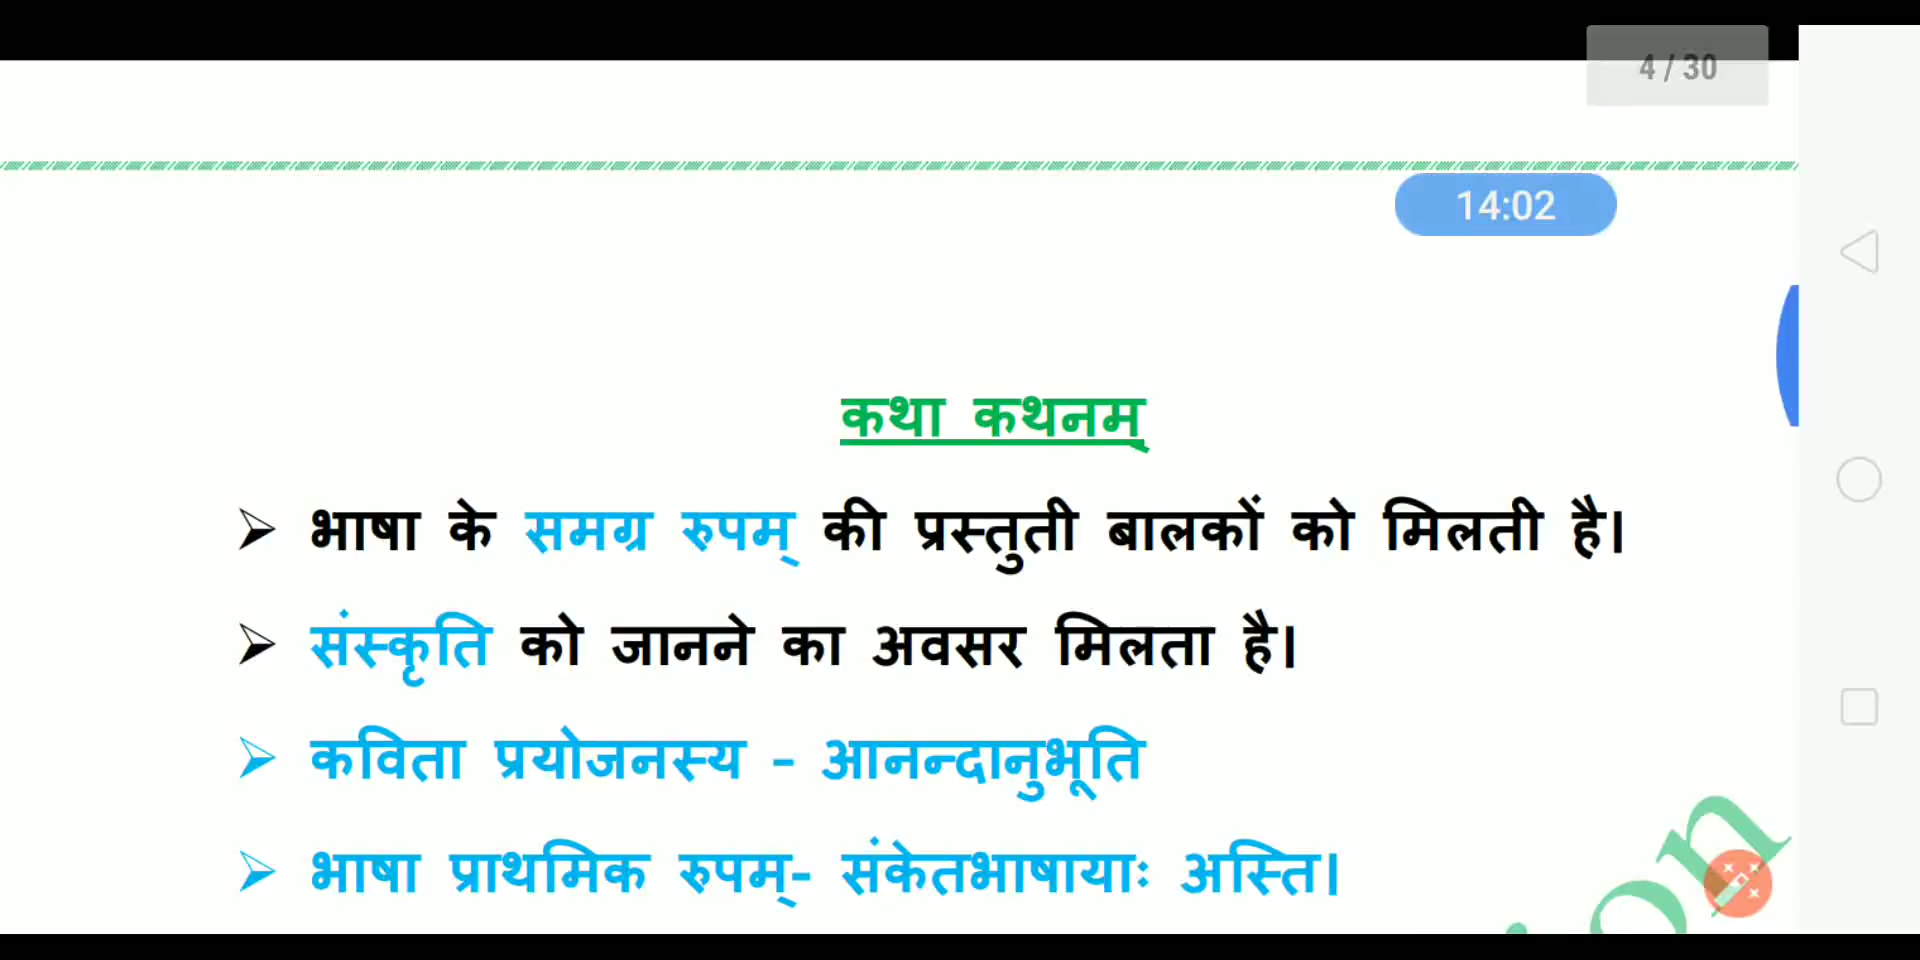 4 / 30
14:02
कथा कथनम्
➢ भाषा के समग्र रुपम् की प्रस्तुती बालकों को मिलती है।
➢ संस्कृति को जानने का अवसर मिलता है।
➢ कविता प्रयोजनस्य – आनन्दानुभूति
➢ भाषा प्राथमिक रुपम्- संकेतभाषायाः अस्ति।